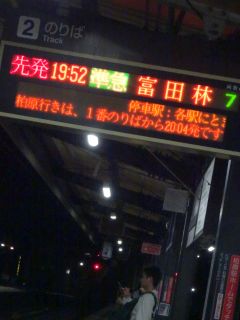 2 のりば
Track
先発 19:52 準急 富田林 7
停車駅:各駅にと
柏原行きは、1番のりばから2004発です